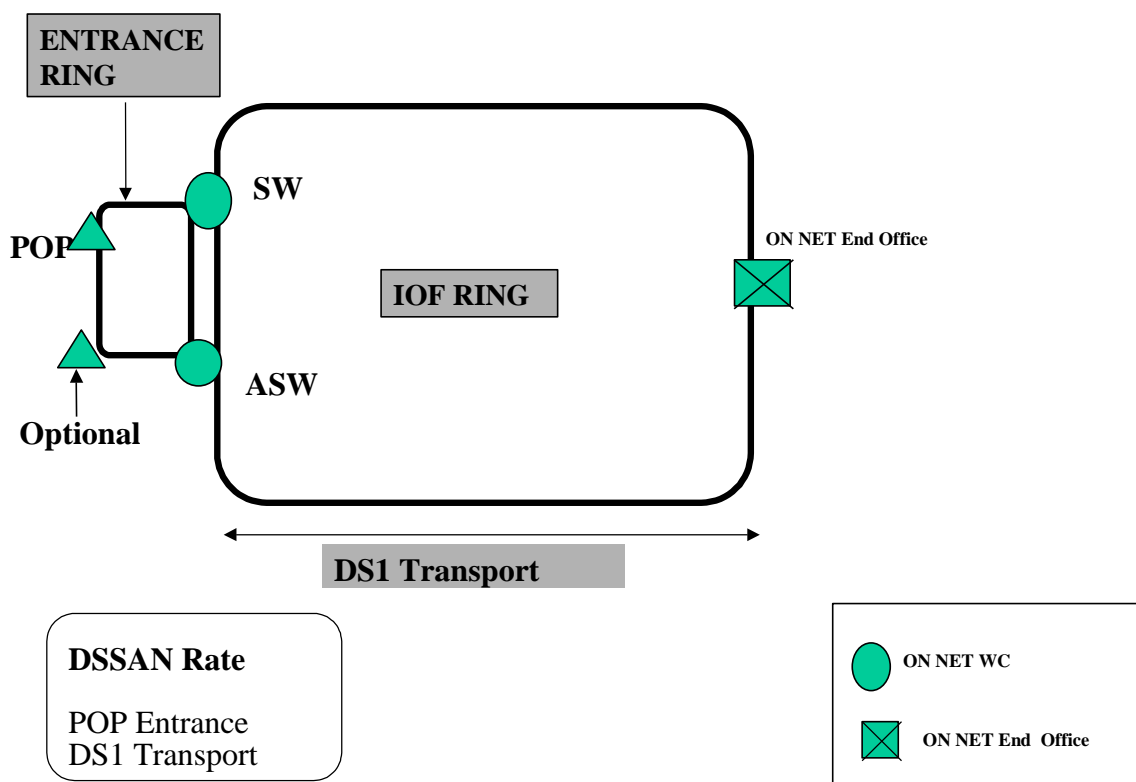 ENTRANCE
RING
SW
POP
ON NET End Office
IOF RING
ASW
Optional
DS1 Transport
DSSAN Rate
POP Entrance
DS1 Transport
ON NET WC
ON NET End Office